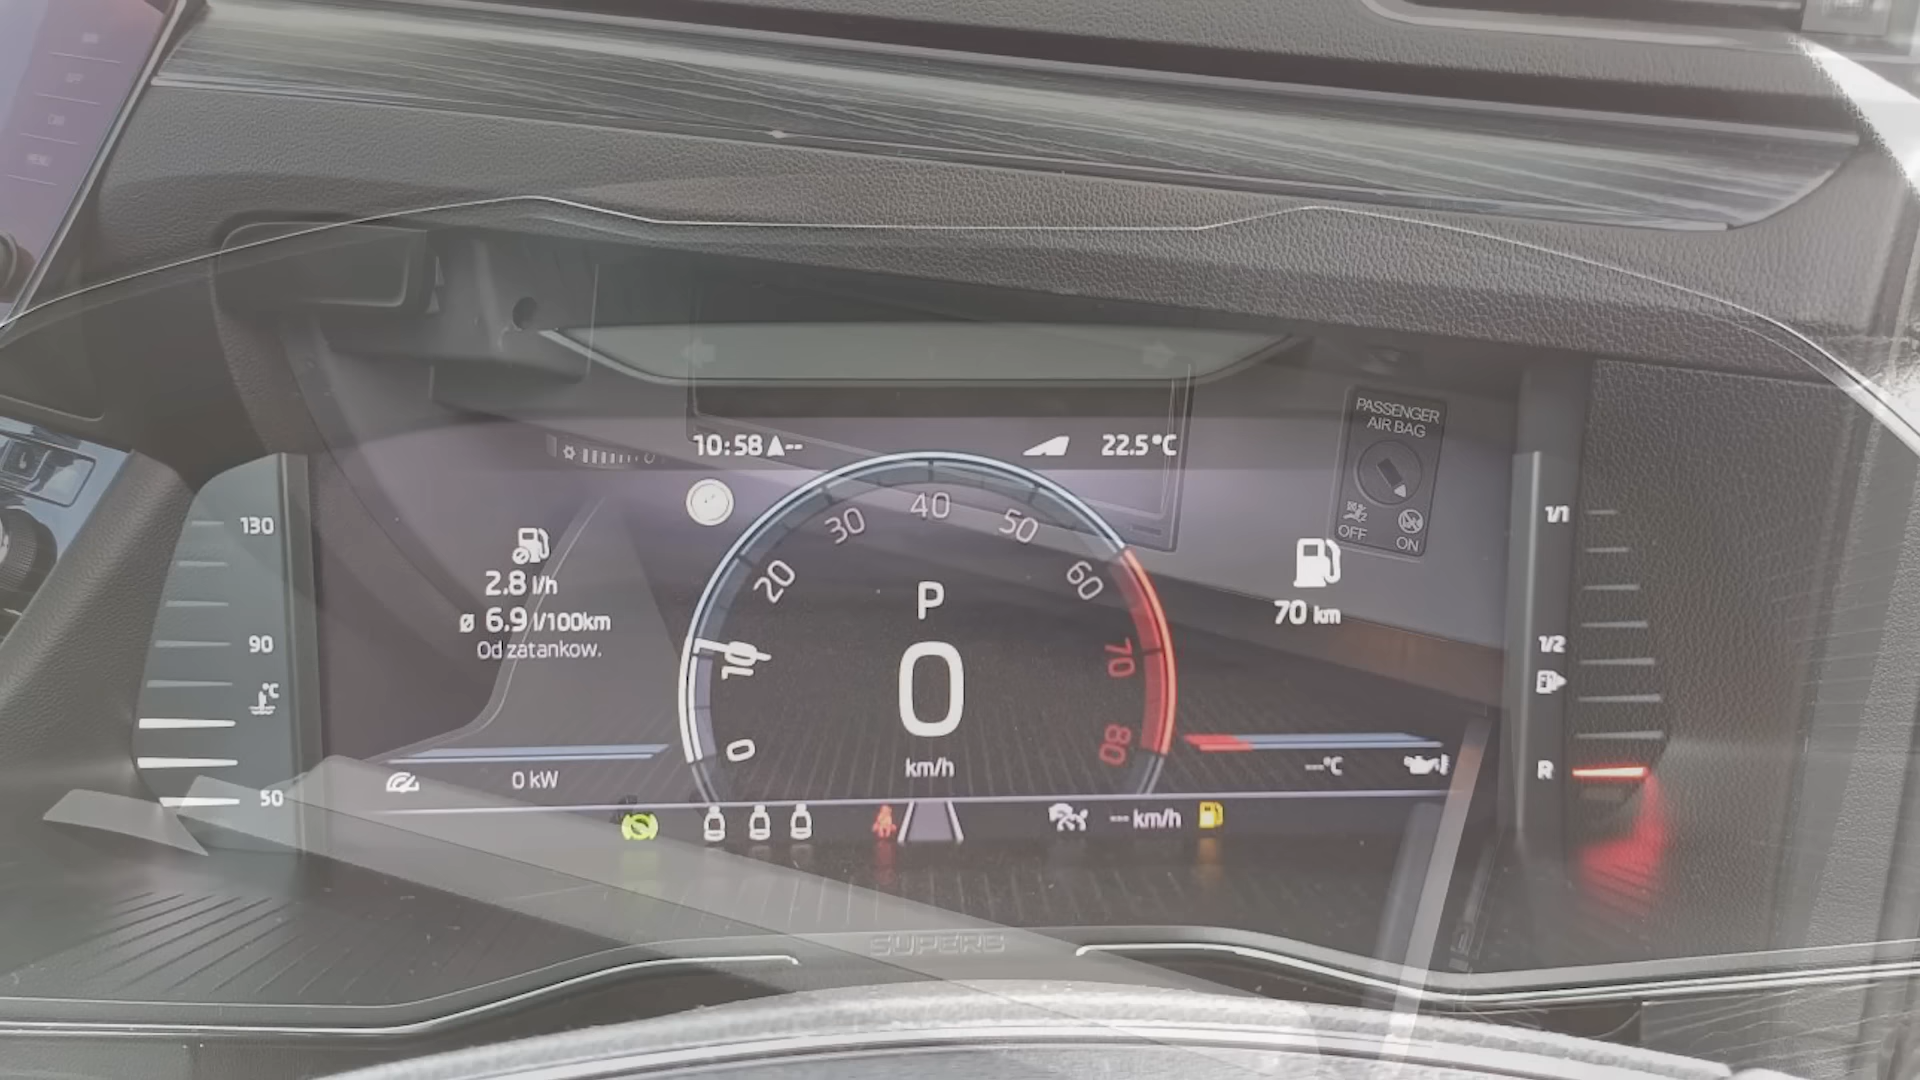 CAR
MENU
PASSENGER
AIR BAG
OFF
ON
10:58
--
22.5°C
130
90
°C
50
2.8 l/h
ø 6.9 l/100km
Od zatankow.
0 10 20 30 40 50 60 70 80
P
0
km/h
70 km
1/1
1/2
R
0 kW
--°C
--- km/h
SUPERB